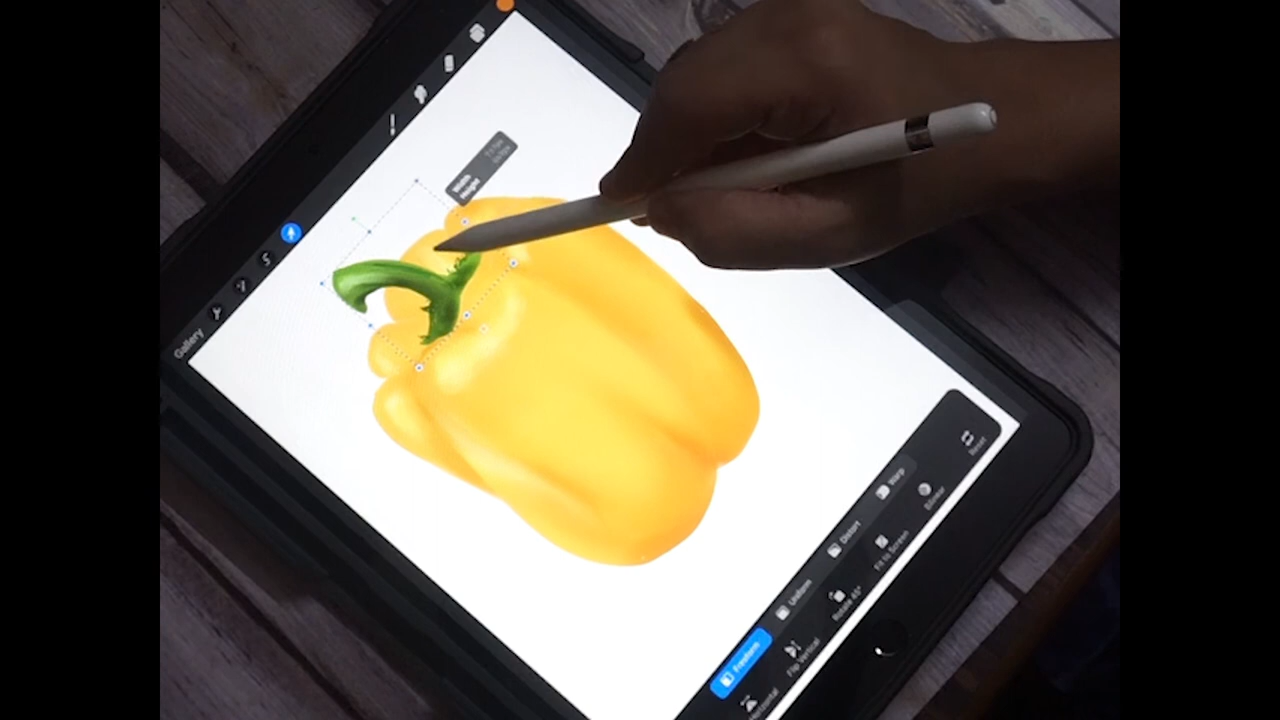 Gallery
Width
Height
Freeform
Uniform
Distort
Warp
Flip Vertical
Rotate 45°
Fit to Screen
Bilinear
Reset